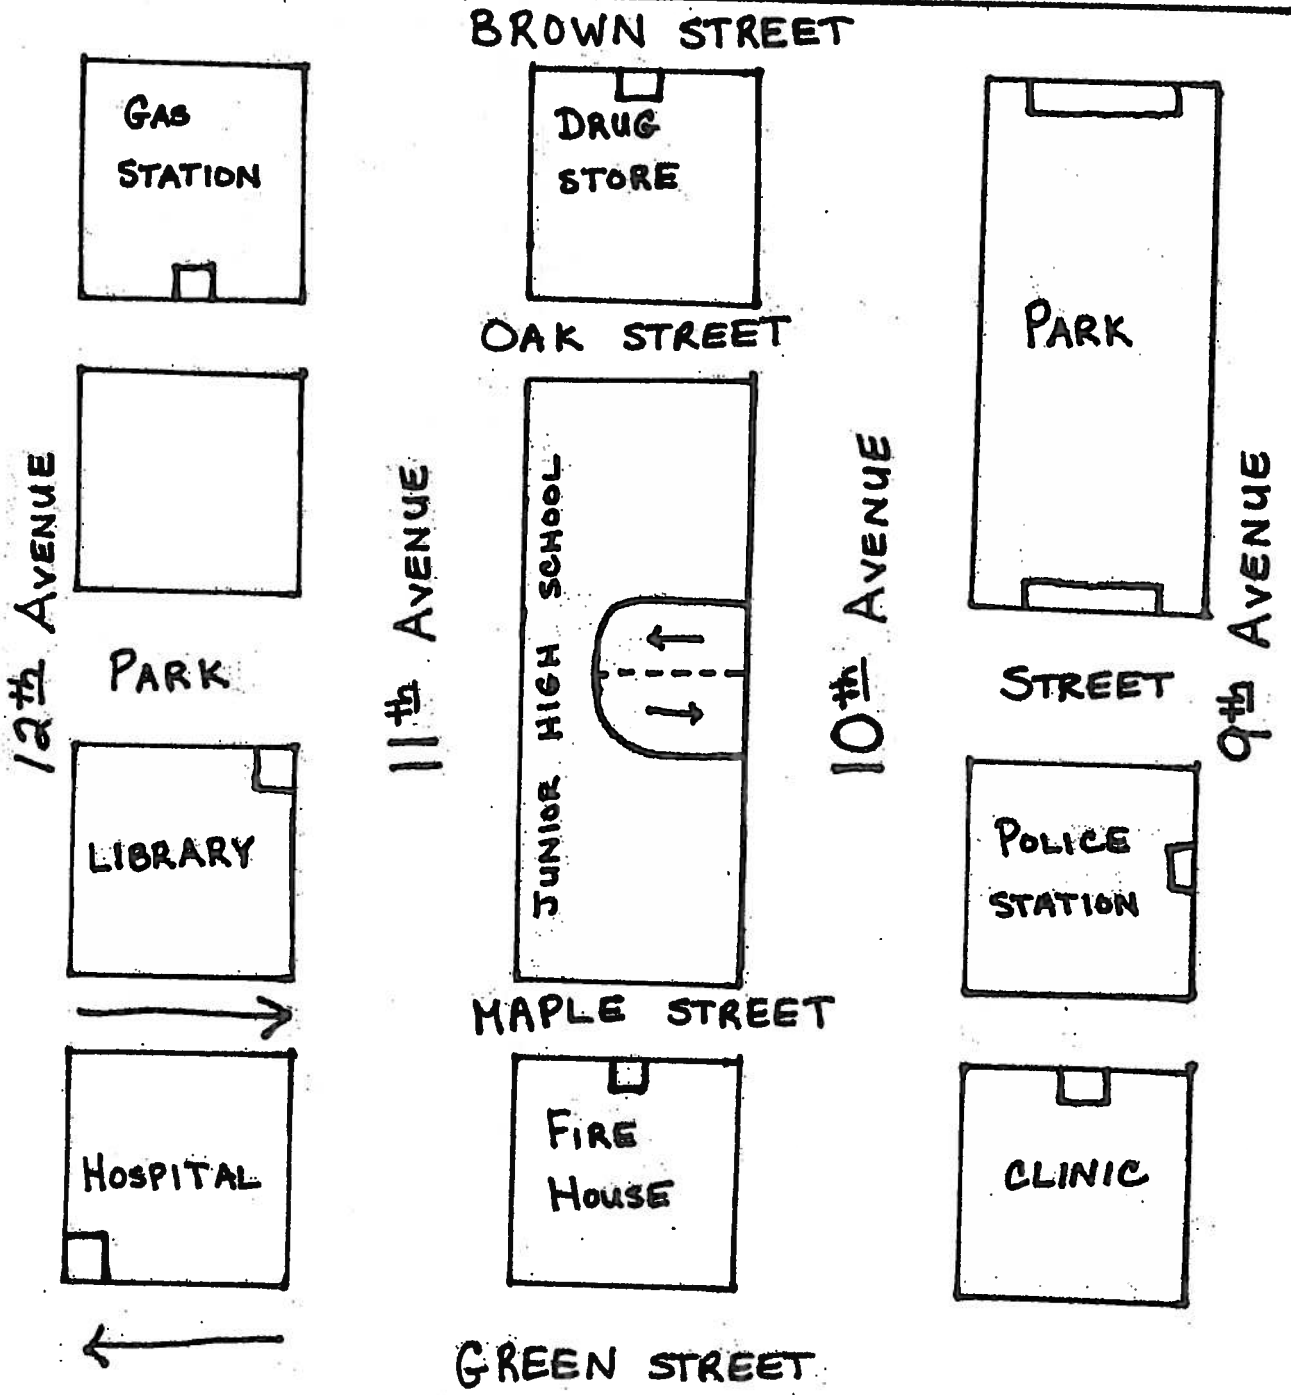 BROWN STREET
GAS
STATION
DRUG
STORE
PARK
OAK STREET
12th AVENUE
11th AVENUE
JUNIOR HIGH SCHOOL
10th AVENUE
9th AVENUE
PARK
STREET
LIBRARY
POLICE
STATION
MAPLE STREET
HOSPITAL
FIRE
HOUSE
CLINIC
GREEN STREET